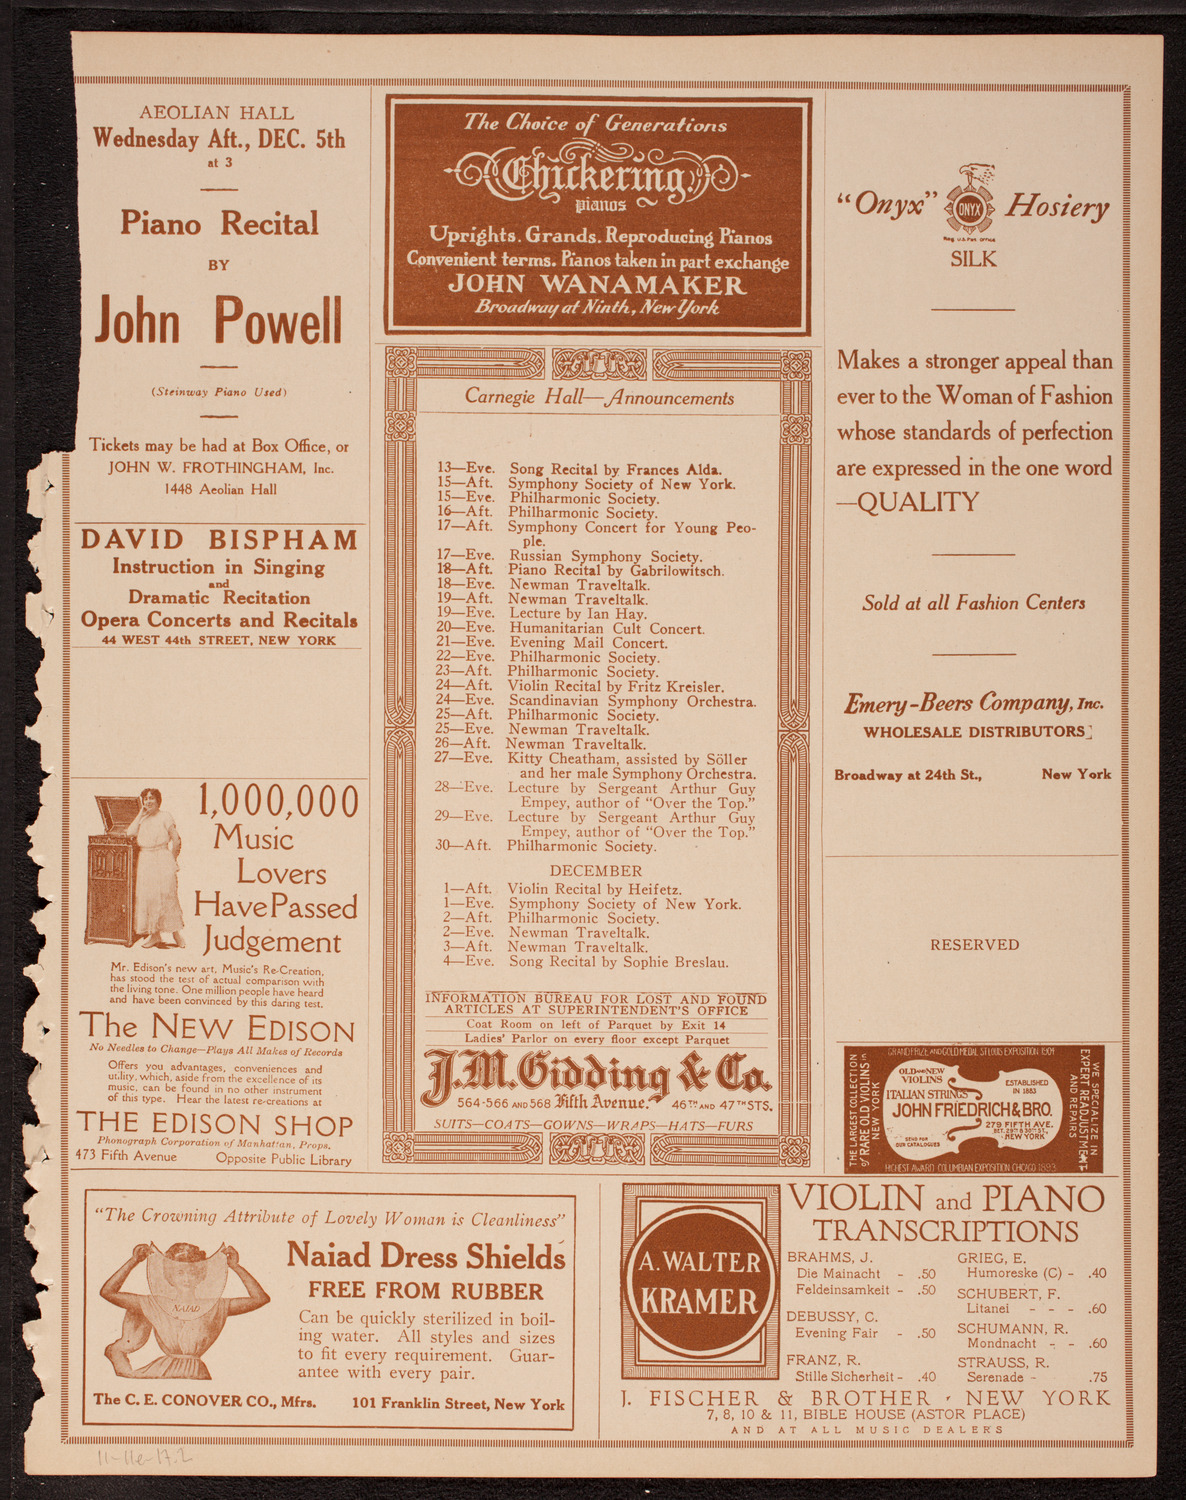 AEOLIAN HALL
Wednesday Aft., DEC. 5th
at 3
Piano Recital
BY
John Powell
(Steinway Piano Used)
Tickets may be had at Box Office, or
JOHN W. FROTHINGHAM, Inc.
1448 Aeolian Hall
DAVID BISPHAM
Instruction in Singing
and
Dramatic Recitation
Opera Concerts and Recitals
44 WEST 44th STREET, NEW YORK
1,000,000
Music
Lovers
Have Passed
Judgement
Mr. Edison's new art, Music's Re-Creation,
has stood the test of actual comparison with
the living tone. One million people have heard
and have been convinced by this daring test.
The NEW EDISON
No Needles to Change—Plays All Makes of Records
Offers you advantages, conveniences and
utility, which, aside from the excellence of its
music, can be found in no other instrument
of this type. Hear the latest re-creations at
THE EDISON SHOP
Phonograph Corporation of Manhattan, Props.
473 Fifth Avenue Opposite Public Library
The Choice of Generations
Chickering
pianos
Uprights. Grands. Reproducing Pianos
Convenient terms. Pianos taken in part exchange
JOHN WANAMAKER
Broadway at Ninth, New York
Carnegie Hall—Announcements
13—Eve. Song Recital by Frances Alda.
15—Aft. Symphony Society of New York.
15—Eve. Philharmonic Society.
16—Aft. Philharmonic Society.
17—Aft. Symphony Concert for Young Peo-
ple.
17—Eve. Russian Symphony Society.
18—Aft. Piano Recital by Gabrilowitsch.
18—Eve. Newman Traveltalk.
19—Aft. Newman Traveltalk.
19—Eve. Lecture by Ian Hay.
20—Eve. Humanitarian Cult Concert.
21—Eve. Evening Mail Concert.
22—Eve. Philharmonic Society.
23—Aft. Philharmonic Society.
24—Aft. Violin Recital by Fritz Kreisler.
24—Eve. Scandinavian Symphony Orchestra.
25—Aft. Philharmonic Society.
25—Eve. Newman Traveltalk.
26—Aft. Newman Traveltalk.
27—Eve. Kitty Cheatham, assisted by Söller
and her male Symphony Orchestra.
28—Eve. Lecture by Sergeant Arthur Guy
Empey, author of "Over the Top."
29—Eve. Lecture by Sergeant Arthur Guy
Empey, author of "Over the Top."
30—Aft. Philharmonic Society.
DECEMBER
1—Aft. Violin Recital by Heifetz.
1—Eve. Symphony Society of New York.
2—Aft. Philharmonic Society.
2—Eve. Newman Traveltalk.
3—Aft. Newman Traveltalk.
4—Eve. Song Recital by Sophie Breslau.
INFORMATION BUREAU FOR LOST AND FOUND
ARTICLES AT SUPERINTENDENT'S OFFICE
Coat Room on left of Parquet by Exit 14
Ladies' Parlor on every floor except Parquet
J.M. Gidding & Co.
564-566 AND 568 Fifth Avenue. 46TH AND 47TH STS.
SUITS—COATS—GOWNS—WRAPS—HATS—FURS
"Onyx" ONYX Hosiery
Reg. U.S. Pat. Office
SILK
Makes a stronger appeal than
ever to the Woman of Fashion
whose standards of perfection
are expressed in the one word
—QUALITY
Sold at all Fashion Centers
Emery-Beers Company, Inc.
WHOLESALE DISTRIBUTORS
Broadway at 24th St., New York
RESERVED
GRAND PRIZE AND GOLD MEDAL ST. LOUIS EXPOSITION 1904
THE LARGEST COLLECTION
of RARE OLD VIOLINS in
NEW YORK
OLD AND NEW
VIOLINS
ITALIAN STRINGS
ESTABLISHED
IN 1883
JOHN FRIEDRICH & BRO.
279 FIFTH AVE.
BET. 29TH & 30TH ST.,
NEW YORK
SEND FOR
OUR CATALOGUES
WE SPECIALIZE IN
EXPERT READJUSTMENT
AND REPAIRS
HIGHEST AWARD COLUMBIAN EXPOSITION CHICAGO 1893
"The Crowning Attribute of Lovely Woman is Cleanliness"
NAIAD
Naiad Dress Shields
FREE FROM RUBBER
Can be quickly sterilized in boil-
ing water. All styles and sizes
to fit every requirement. Guar-
antee with every pair.
The C. E. CONOVER CO., Mfrs. 101 Franklin Street, New York
A. WALTER
KRAMER
VIOLIN and PIANO
TRANSCRIPTIONS
BRAHMS, J.
Die Mainacht - .50
Feldeinsamkeit - .50
DEBUSSY, C.
Evening Fair - .50
FRANZ, R.
Stille Sicherheit - .40
GRIEG, E.
Humoreske (C) - .40
SCHUBERT, F.
Litanei - - - .60
SCHUMANN, R.
Mondnacht - - .60
STRAUSS, R.
Serenade - .75
J. FISCHER & BROTHER · NEW YORK
7, 8, 10 & 11, BIBLE HOUSE (ASTOR PLACE)
AND AT ALL MUSIC DEALERS
11-11e-17.2